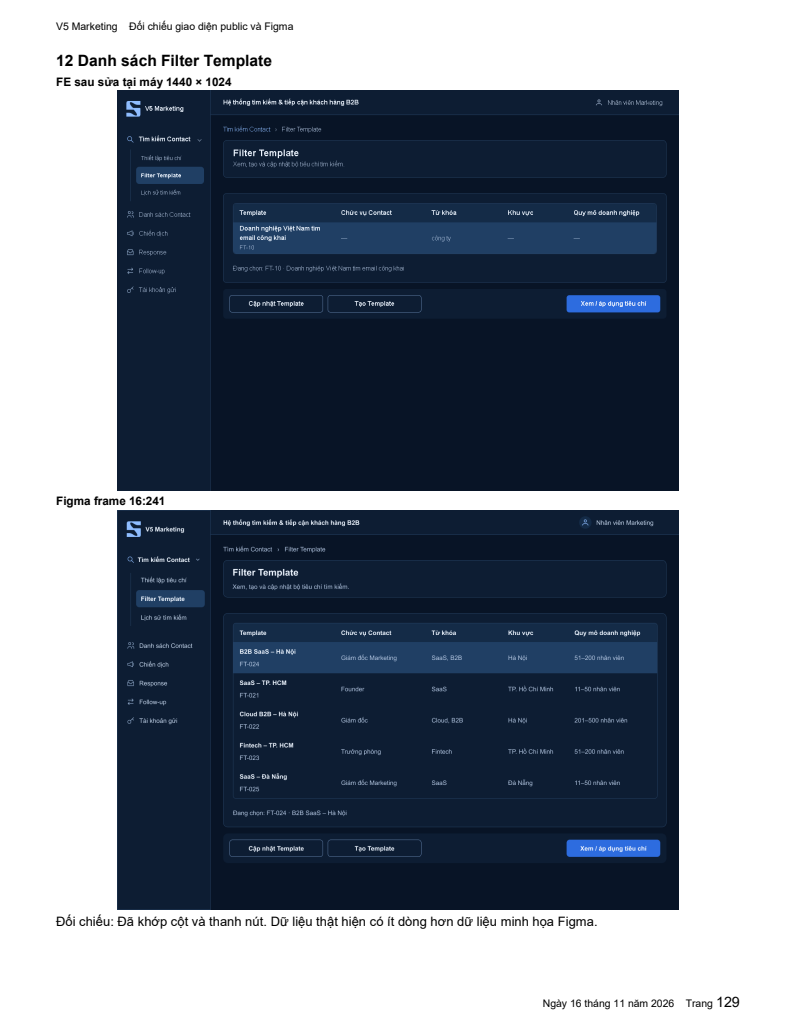 V5 Marketing Đối chiếu giao diện public và Figma
12 Danh sách Filter Template
FE sau sửa tại máy 1440 × 1024
V5 Marketing
Hệ thống tìm kiếm & tiếp cận khách hàng B2B
Nhân viên Marketing
Tìm kiếm Contact
Thiết lập tiêu chí
Filter Template
Lịch sử tìm kiếm
Danh sách Contact
Chiến dịch
Response
Follow-up
Tài khoản gửi
Tìm kiếm Contact › Filter Template
Filter Template
Xem, tạo và cập nhật bộ tiêu chí tìm kiếm.
Template Chức vụ Contact Từ khóa Khu vực Quy mô doanh nghiệp
Doanh nghiệp Việt Nam tìm
email công khai
FT-10
— công ty — —
Đang chọn: FT-10 · Doanh nghiệp Việt Nam tìm email công khai
Cập nhật Template Tạo Template Xem / áp dụng tiêu chí
Figma frame 16:241
V5 Marketing
Hệ thống tìm kiếm & tiếp cận khách hàng B2B
Nhân viên Marketing
Tìm kiếm Contact
Thiết lập tiêu chí
Filter Template
Lịch sử tìm kiếm
Danh sách Contact
Chiến dịch
Response
Follow-up
Tài khoản gửi
Tìm kiếm Contact › Filter Template
Filter Template
Xem, tạo và cập nhật bộ tiêu chí tìm kiếm.
Template Chức vụ Contact Từ khóa Khu vực Quy mô doanh nghiệp
B2B SaaS – Hà Nội
FT-024
Giám đốc Marketing SaaS, B2B Hà Nội 51–200 nhân viên
SaaS – TP. HCM
FT-021
Founder SaaS TP. Hồ Chí Minh 11–50 nhân viên
Cloud B2B – Hà Nội
FT-022
Giám đốc Cloud, B2B Hà Nội 201–500 nhân viên
Fintech – TP. HCM
FT-023
Trưởng phòng Fintech TP. Hồ Chí Minh 51–200 nhân viên
SaaS – Đà Nẵng
FT-025
Giám đốc Marketing SaaS Đà Nẵng 11–50 nhân viên
Đang chọn: FT-024 · B2B SaaS – Hà Nội
Cập nhật Template Tạo Template Xem / áp dụng tiêu chí
Đối chiếu: Đã khớp cột và thanh nút. Dữ liệu thật hiện có ít dòng hơn dữ liệu minh họa Figma.
Ngày 16 tháng 11 năm 2026 Trang 129